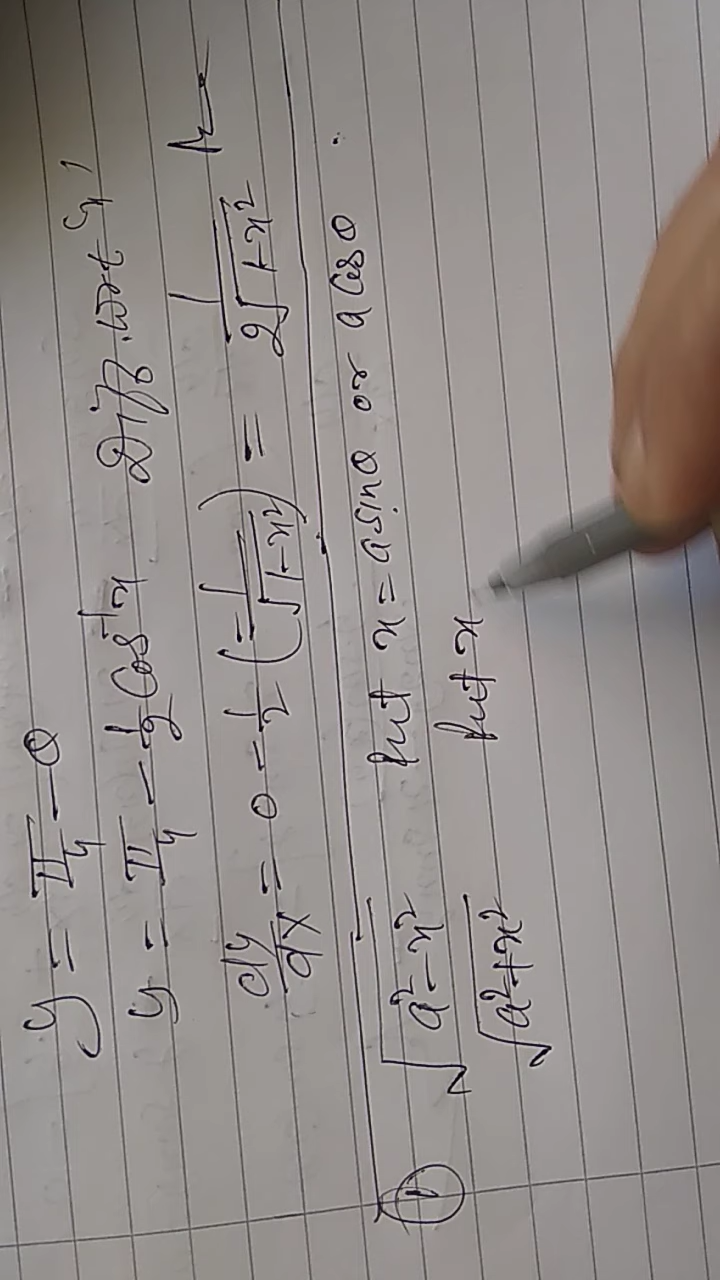 y = π/4 - θ
y = π/4 - 1/2 cos⁻¹x Diff. wrt 'x'
dy/dx = 0 - 1/2 (-1/√(1-x²)) = 1/(2√(1-x²))
① √(a²-x²) put x = a sinθ or a cosθ.
√(a²+x²) put x